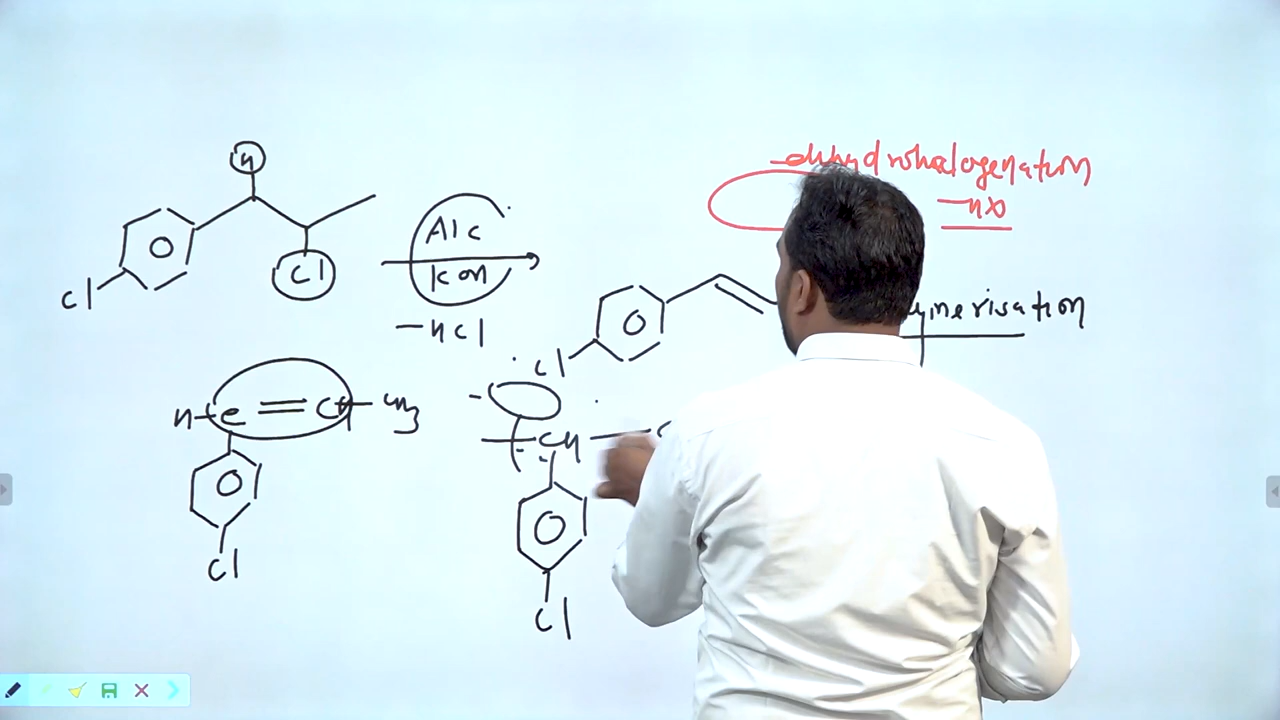 dehydrohalogenation
-HX
H
Alc
KOH
-HCl
Cl
Cl
ymerisation
Cl
H-C=CH-CH3
Cl
CH
Cl